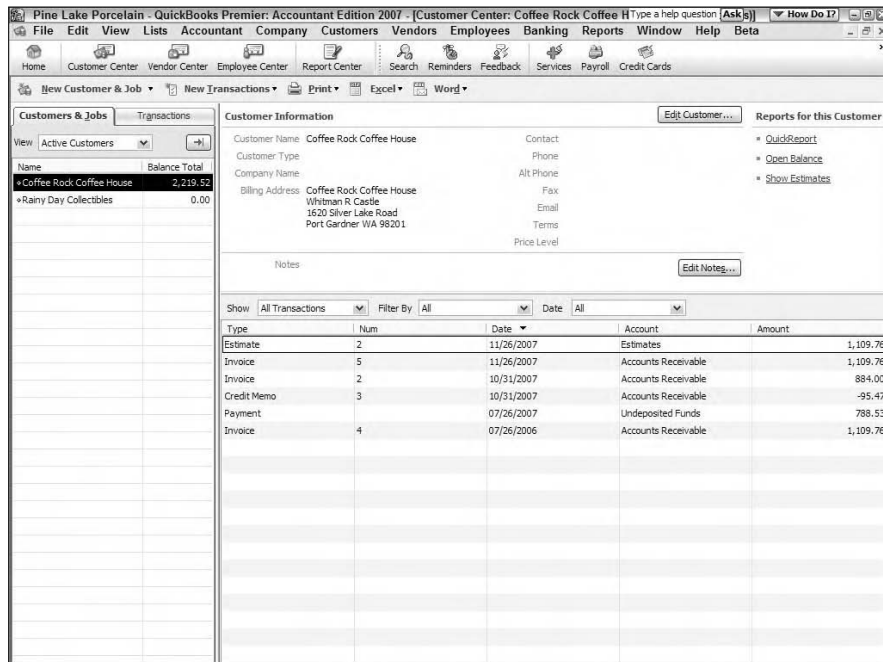 Pine Lake Porcelain - QuickBooks Premier: Accountant Edition 2007 - [Customer Center: Coffee Rock Coffee H Type a help question Ask s)] How Do I?
File Edit View Lists Accountant Company Customers Vendors Employees Banking Reports Window Help Beta
Home Customer Center Vendor Center Employee Center Report Center Search Reminders Feedback Services Payroll Credit Cards
New Customer & Job New Transactions Print Excel Word
Customers & Jobs Transactions
View Active Customers
Name Balance Total
Coffee Rock Coffee House 2,219.52
Rainy Day Collectibles 0.00
Customer Information Edit Customer...
Customer Name Coffee Rock Coffee House Contact
Customer Type Phone
Company Name Alt Phone
Billing Address Coffee Rock Coffee House Fax
Whitman R Castle
1620 Silver Lake Road Email
Port Gardner WA 98201 Terms
Price Level
Notes Edit Notes...
Reports for this Customer
QuickReport
Open Balance
Show Estimates
Show All Transactions Filter By All Date All
Type Num Date Account Amount
Estimate 2 11/26/2007 Estimates 1,109.76
Invoice 5 11/26/2007 Accounts Receivable 1,109.76
Invoice 2 10/31/2007 Accounts Receivable 884.00
Credit Memo 3 10/31/2007 Accounts Receivable -95.47
Payment 07/26/2007 Undeposited Funds 788.53
Invoice 4 07/26/2006 Accounts Receivable 1,109.76